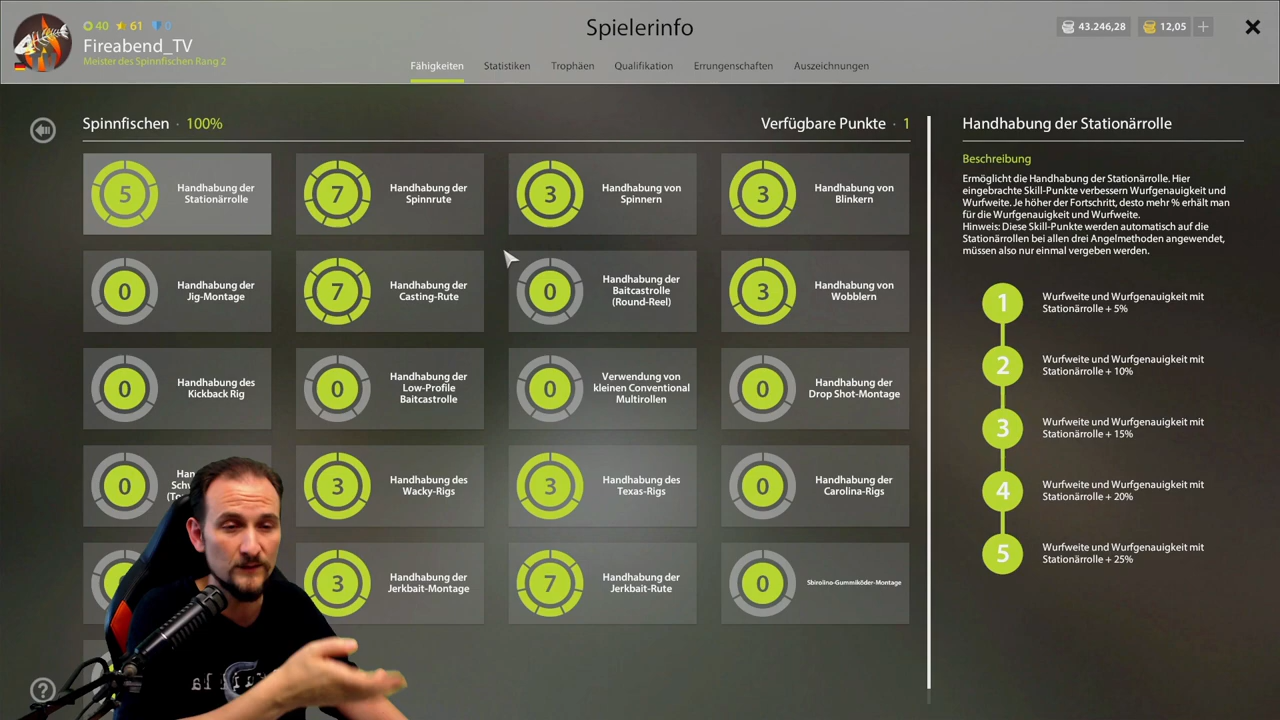 40 61 0
Fireabend_TV
Meister des Spinnfischen Rang 2
Spielerinfo
43.246,28 12,05 +
Fähigkeiten Statistiken Trophäen Qualifikation Errungenschaften Auszeichnungen
Spinnfischen · 100%
Verfügbare Punkte · 1
5 Handhabung der
Stationärrolle
7 Handhabung der
Spinnrute
3 Handhabung von
Spinnern
3 Handhabung von
Blinkern
0 Handhabung der
Jig-Montage
7 Handhabung der
Casting-Rute
0 Handhabung der
Baitcastrolle
(Round-Reel)
3 Handhabung von
Wobblern
0 Handhabung des
Kickback Rig
0 Handhabung der
Low-Profile
Baitcastrolle
0 Verwendung von
kleinen Conventional
Multirollen
0 Handhabung der
Drop Shot-Montage
0
3 Handhabung des
Wacky-Rigs
3 Handhabung des
Texas-Rigs
0 Handhabung der
Carolina-Rigs
3 Handhabung der
Jerkbait-Montage
7 Handhabung der
Jerkbait-Rute
0 Sbirolino-Gummiköder-Montage
?
Handhabung der Stationärrolle
Beschreibung
Ermöglicht die Handhabung der Stationärrolle. Hier
eingebrachte Skill-Punkte verbessern Wurfgenauigkeit und
Wurfweite. Je höher der Fortschritt, desto mehr % erhält man
für die Wurfgenauigkeit und Wurfweite.
Hinweis: Diese Skill-Punkte werden automatisch auf die
Stationärrollen bei allen drei Angelmethoden angewendet,
müssen also nur einmal vergeben werden.
1 Wurfweite und Wurfgenauigkeit mit
Stationärrolle + 5%
2 Wurfweite und Wurfgenauigkeit mit
Stationärrolle + 10%
3 Wurfweite und Wurfgenauigkeit mit
Stationärrolle + 15%
4 Wurfweite und Wurfgenauigkeit mit
Stationärrolle + 20%
5 Wurfweite und Wurfgenauigkeit mit
Stationärrolle + 25%